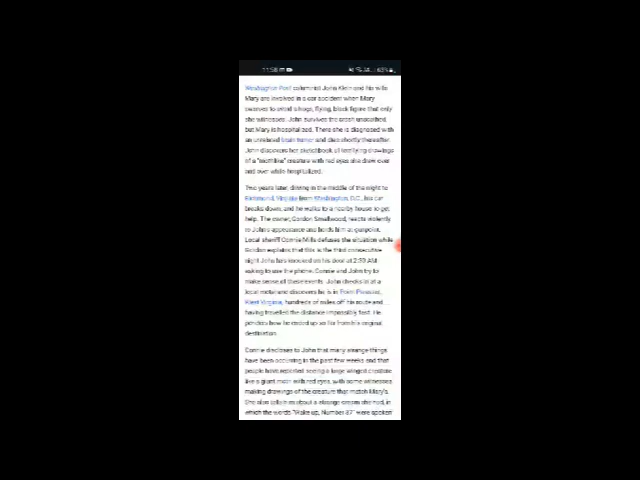 11:58
Washington Post columnist John Klein and his wife
Mary are involved in a car accident when Mary
swerves to avoid a huge, flying, black figure that only
she witnesses. John survives the crash unscathed,
but Mary is hospitalized. There she is diagnosed with
an unrelated brain tumor and dies shortly thereafter.
John discovers her sketchbook of terrifying drawings
of a "mothlike" creature with red eyes she drew over
and over while hospitalized.
Two years later, driving in the middle of the night to
Richmond, Virginia from Washington, D.C., his car
breaks down, and he walks to a nearby house to get
help. The owner, Gordon Smallwood, reacts violently
to John's appearance and holds him at gunpoint.
Local sheriff Connie Mills defuses the situation while
Gordon explains that this is the third consecutive
night John has knocked on his door at 2:30 AM
asking to use the phone. Connie and John try to
make sense of these events. John checks in at a
local motel and discovers he is in Point Pleasant,
West Virginia, hundreds of miles off his route and
having travelled the distance impossibly fast. He
ponders how he ended up so far from his original
destination.
Connie discloses to John that many strange things
have been occurring in the past few weeks and that
people have reported seeing a large winged creature
like a giant moth with red eyes, with some witnesses
making drawings of the creature that match Mary's.
She also tells him about a strange dream she had, in
which the words "Wake up, Number 37" were spoken